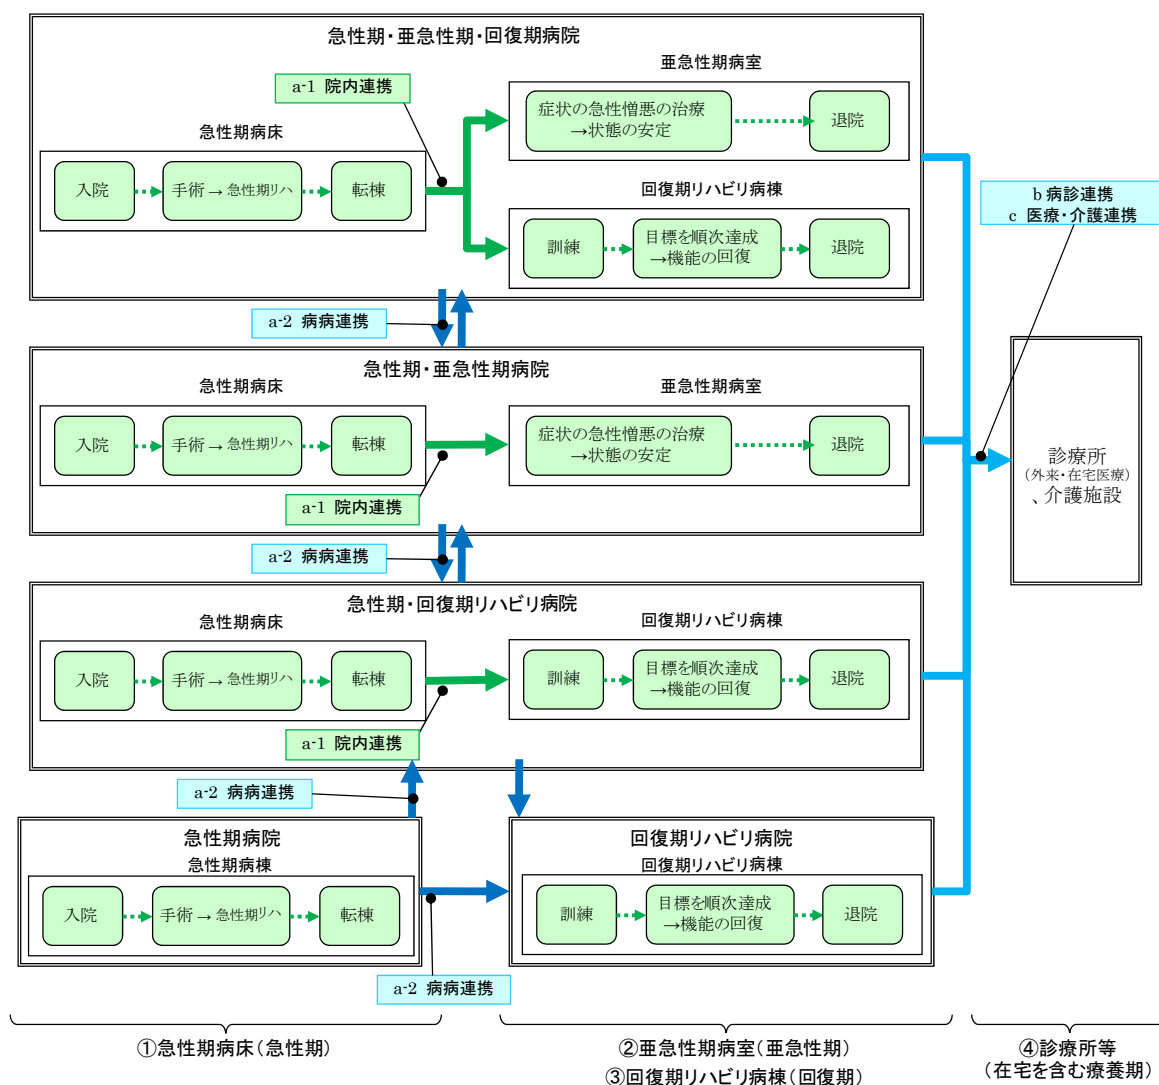 急性期・亜急性期・回復期病院
亜急性期病室
a-1 院内連携
症状の急性憎悪の治療
→状態の安定
退院
急性期病床
入院
手術→急性期リハ
転棟
回復期リハビリ病棟
訓練
目標を順次達成
→機能の回復
退院
b 病診連携
c 医療・介護連携
a-2 病病連携
急性期・亜急性期病院
急性期病床
亜急性期病室
入院
手術→急性期リハ
転棟
症状の急性憎悪の治療
→状態の安定
退院
a-1 院内連携
診療所
（外来・在宅医療）
、介護施設
a-2 病病連携
急性期・回復期リハビリ病院
急性期病床
回復期リハビリ病棟
入院
手術→急性期リハ
転棟
訓練
目標を順次達成
→機能の回復
退院
a-1 院内連携
a-2 病病連携
急性期病院
急性期病棟
入院
手術→急性期リハ
転棟
回復期リハビリ病院
回復期リハビリ病棟
訓練
目標を順次達成
→機能の回復
退院
a-2 病病連携
①急性期病床（急性期）
②亜急性期病室（亜急性期）
③回復期リハビリ病棟（回復期）
④診療所等
（在宅を含む療養期）